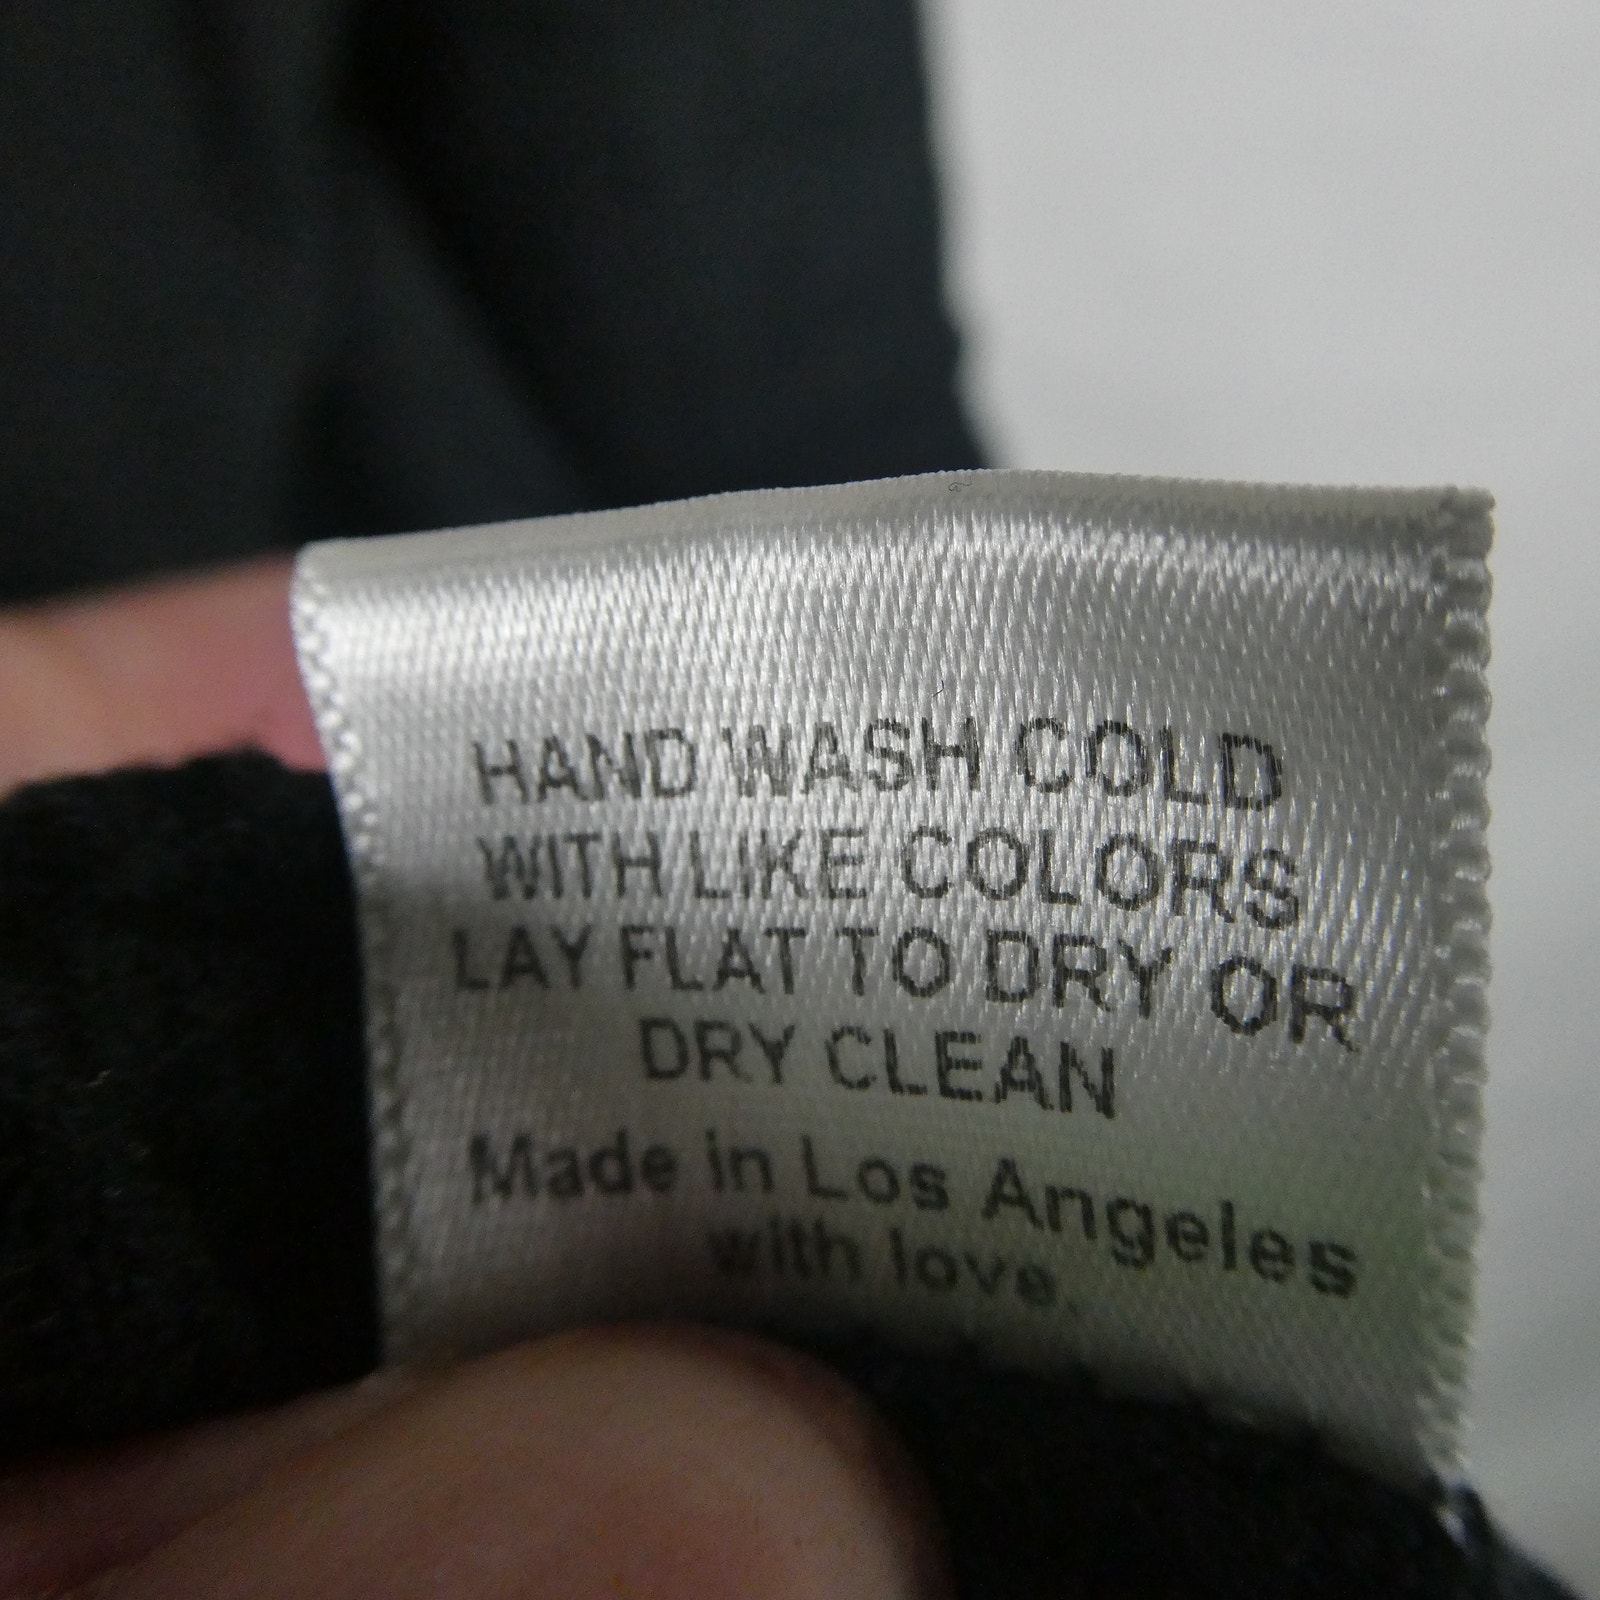 HAND WASH COLD
WITH LIKE COLORS
LAY FLAT TO DRY OR
DRY CLEAN
Made in Los Angeles
with love.